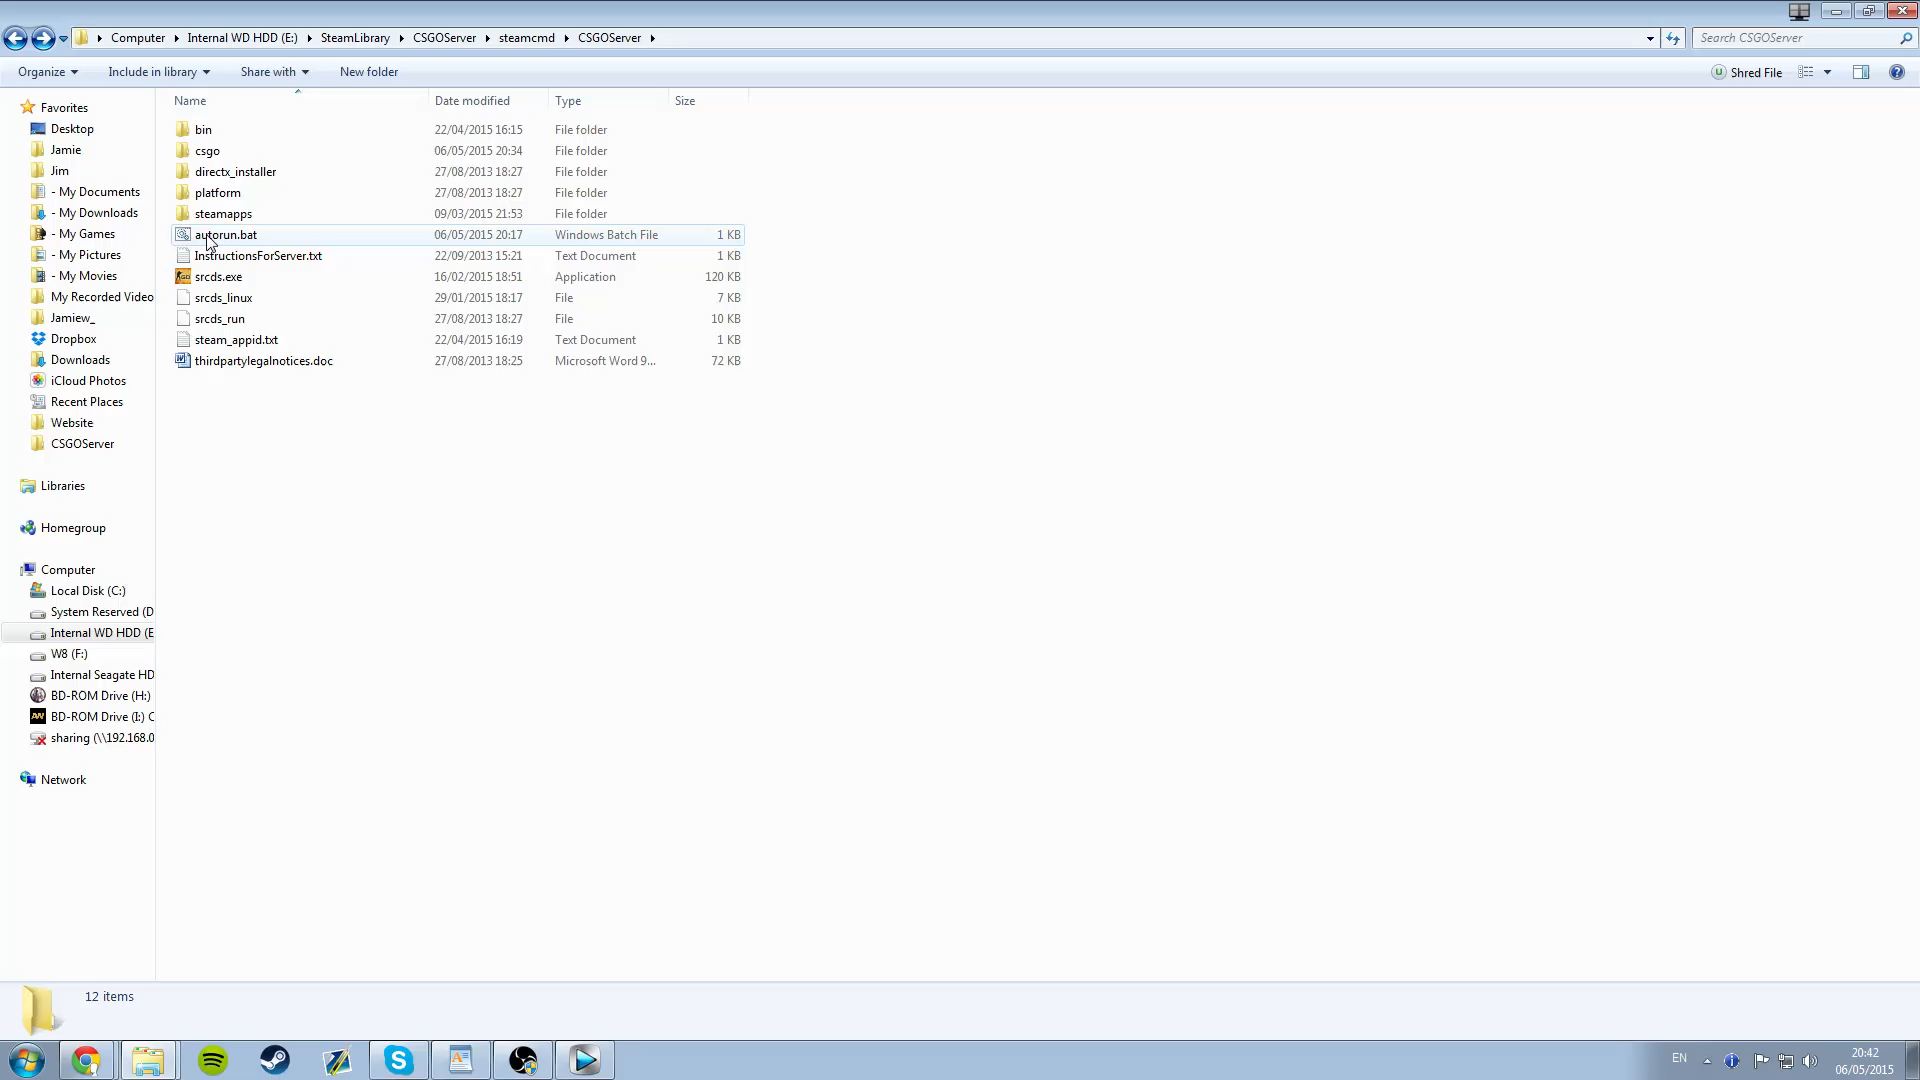 Computer Internal WD HDD (E:) SteamLibrary CSGOServer steamcmd CSGOServer
Search CSGOServer
Organize Include in library Share with New folder
Shred File
Name Date modified Type Size
Favorites
Desktop
Jamie
Jim
- My Documents
- My Downloads
- My Games
- My Pictures
- My Movies
My Recorded Video
Jamiew_
Dropbox
Downloads
iCloud Photos
Recent Places
Website
CSGOServer
Libraries
Homegroup
Computer
Local Disk (C:)
System Reserved (D
Internal WD HDD (E
W8 (F:)
Internal Seagate HD
BD-ROM Drive (H:)
BD-ROM Drive (I:) C
sharing (\\192.168.0
Network
bin 22/04/2015 16:15 File folder
csgo 06/05/2015 20:34 File folder
directx_installer 27/08/2013 18:27 File folder
platform 27/08/2013 18:27 File folder
steamapps 09/03/2015 21:53 File folder
autorun.bat 06/05/2015 20:17 Windows Batch File 1 KB
InstructionsForServer.txt 22/09/2013 15:21 Text Document 1 KB
srcds.exe 16/02/2015 18:51 Application 120 KB
srcds_linux 29/01/2015 18:17 File 7 KB
srcds_run 27/08/2013 18:27 File 10 KB
steam_appid.txt 22/04/2015 16:19 Text Document 1 KB
thirdpartylegalnotices.doc 27/08/2013 18:25 Microsoft Word 9... 72 KB
12 items
EN
20:42
06/05/2015